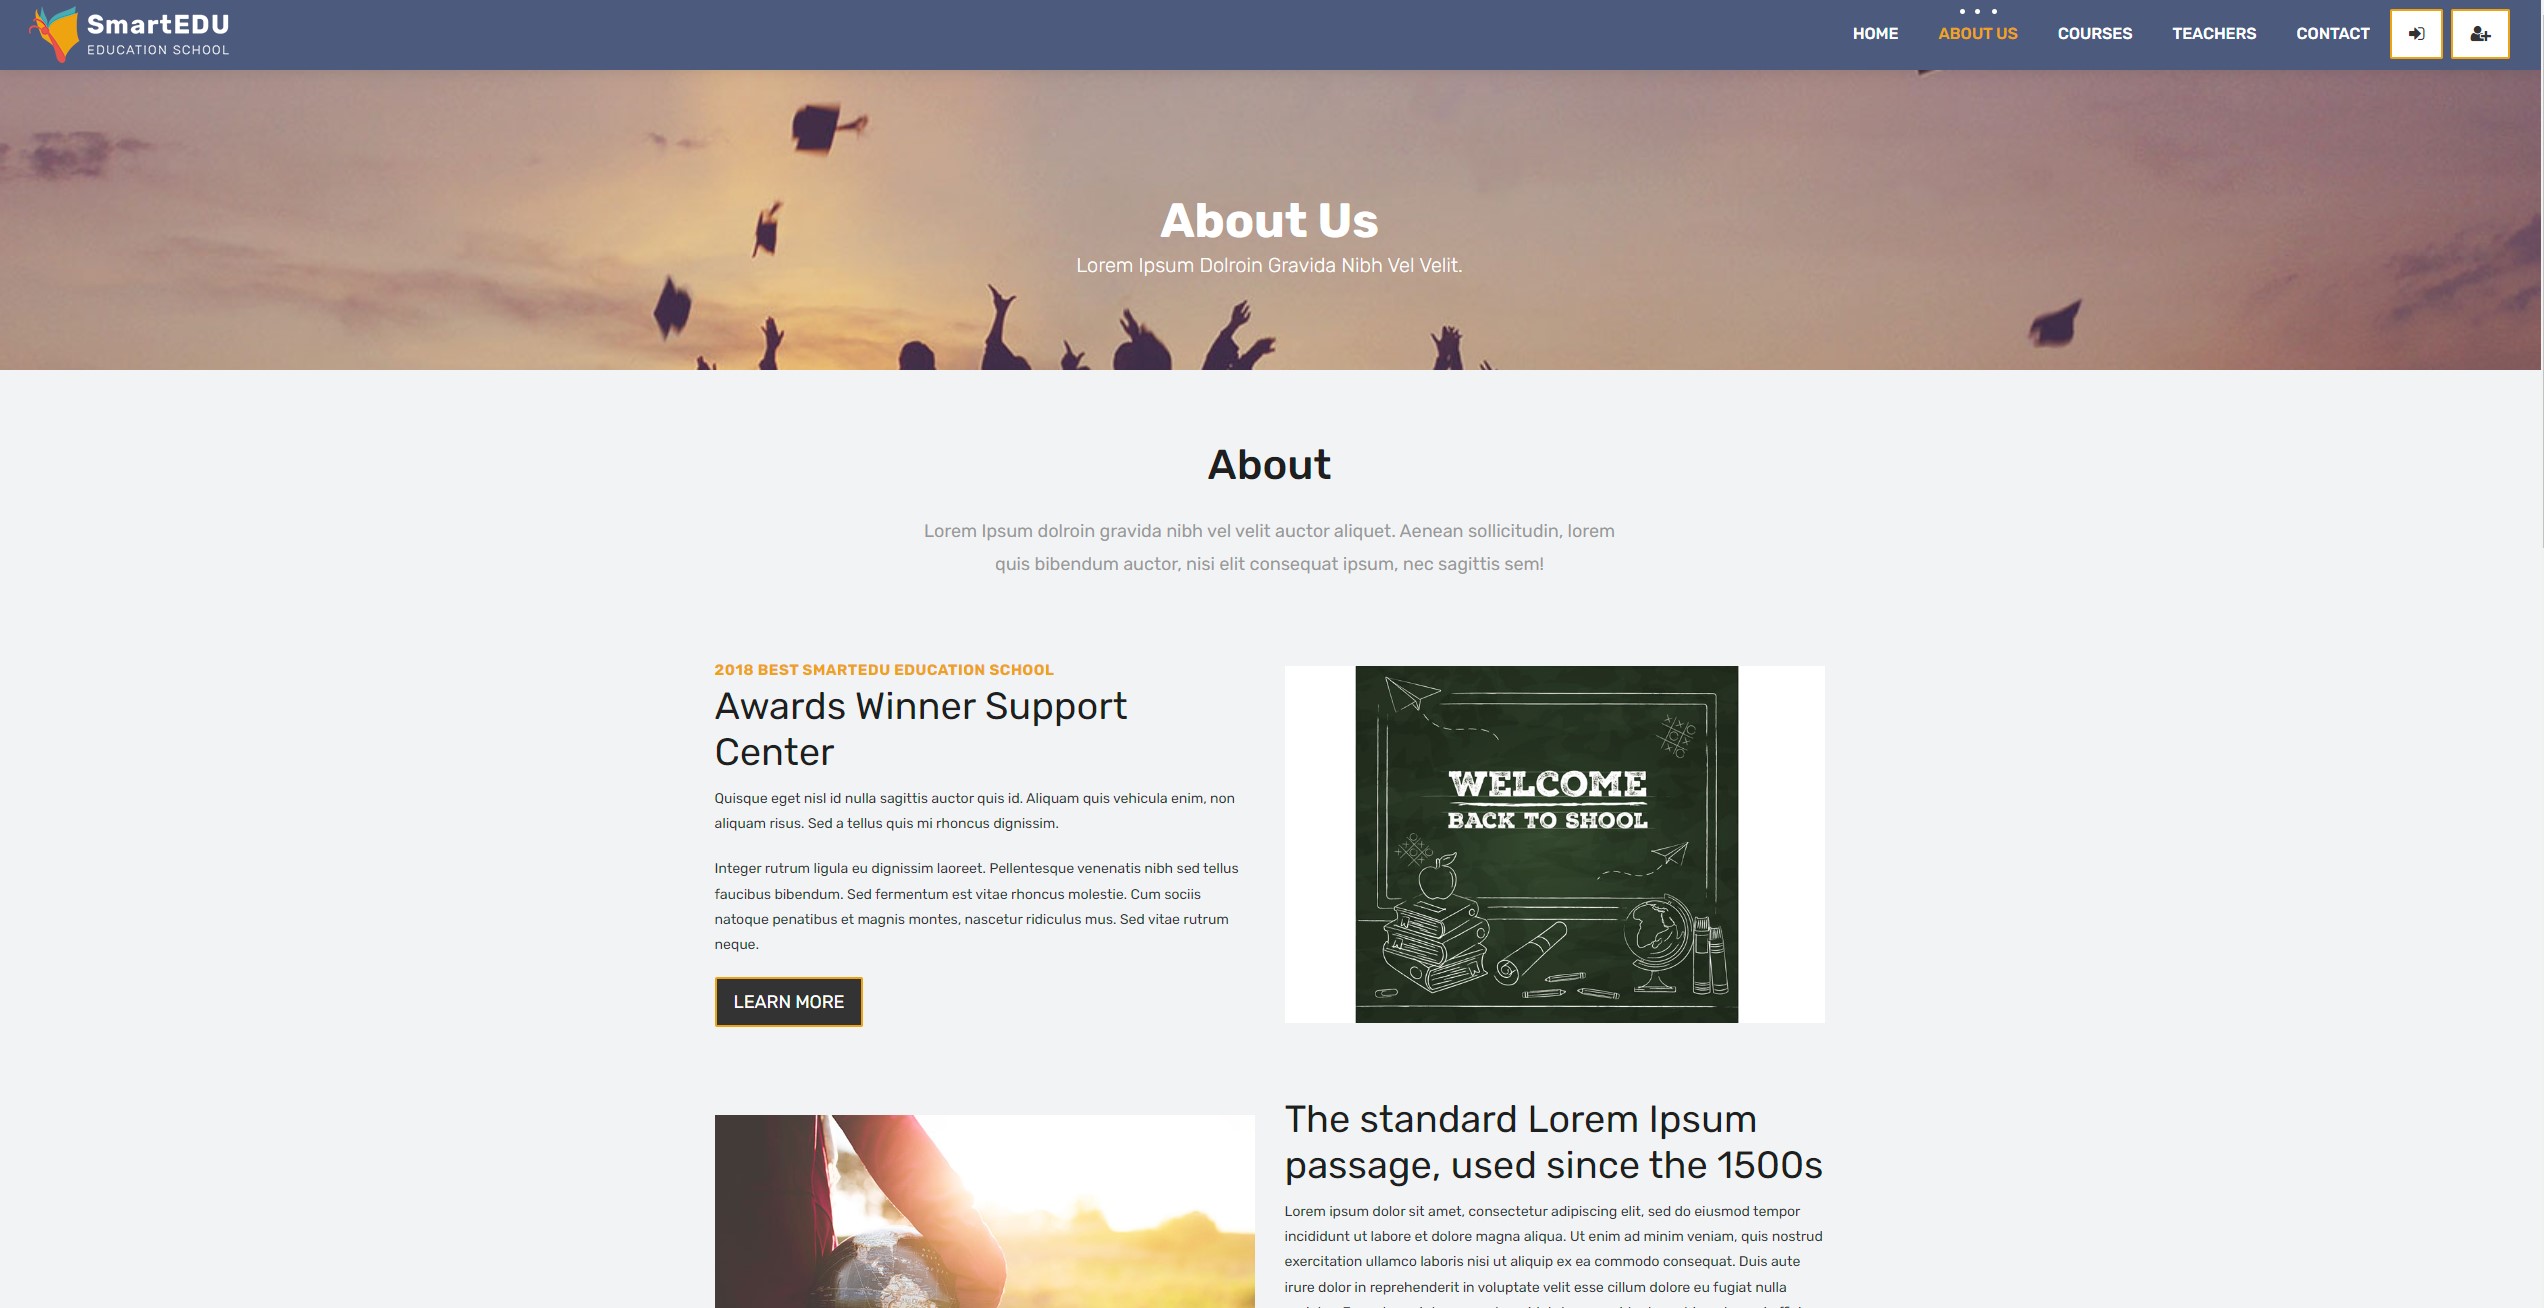 SmartEDU
EDUCATION SCHOOL
HOME
ABOUT US
COURSES
TEACHERS
CONTACT
About Us
Lorem Ipsum Dolroin Gravida Nibh Vel Velit.
About
Lorem Ipsum dolroin gravida nibh vel velit auctor aliquet. Aenean sollicitudin, lorem
quis bibendum auctor, nisi elit consequat ipsum, nec sagittis sem!
2018 BEST SMARTEDU EDUCATION SCHOOL
Awards Winner Support
Center
Quisque eget nisl id nulla sagittis auctor quis id. Aliquam quis vehicula enim, non
aliquam risus. Sed a tellus quis mi rhoncus dignissim.
Integer rutrum ligula eu dignissim laoreet. Pellentesque venenatis nibh sed tellus
faucibus bibendum. Sed fermentum est vitae rhoncus molestie. Cum sociis
natoque penatibus et magnis montes, nascetur ridiculus mus. Sed vitae rutrum
neque.
LEARN MORE
WELCOME
BACK TO SHOOL
The standard Lorem Ipsum
passage, used since the 1500s
Lorem ipsum dolor sit amet, consectetur adipiscing elit, sed do eiusmod tempor
incididunt ut labore et dolore magna aliqua. Ut enim ad minim veniam, quis nostrud
exercitation ullamco laboris nisi ut aliquip ex ea commodo consequat. Duis aute
irure dolor in reprehenderit in voluptate velit esse cillum dolore eu fugiat nulla